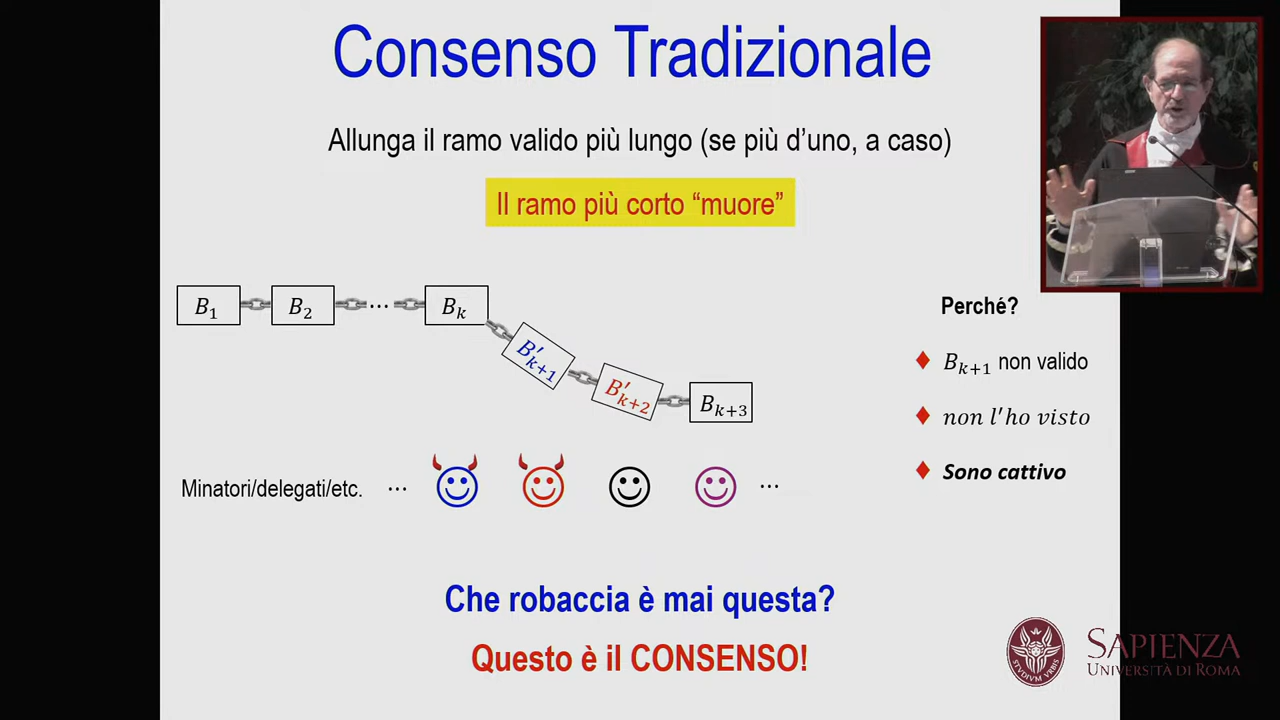 Consenso Tradizionale
Allunga il ramo valido più lungo (se più d’uno, a caso)
Il ramo più corto “muore”
B₁ B₂ ... Bₖ
B′ₖ₊₁
B′ₖ₊₂
Bₖ₊₃
Perché?
Bₖ₊₁ non valido
non l′ho visto
Sono cattivo
Minatori/delegati/etc. ... ...
Che robaccia è mai questa?
Questo è il CONSENSO!
STVDIVM VRBIS
SAPIENZA
UNIVERSITÀ DI ROMA